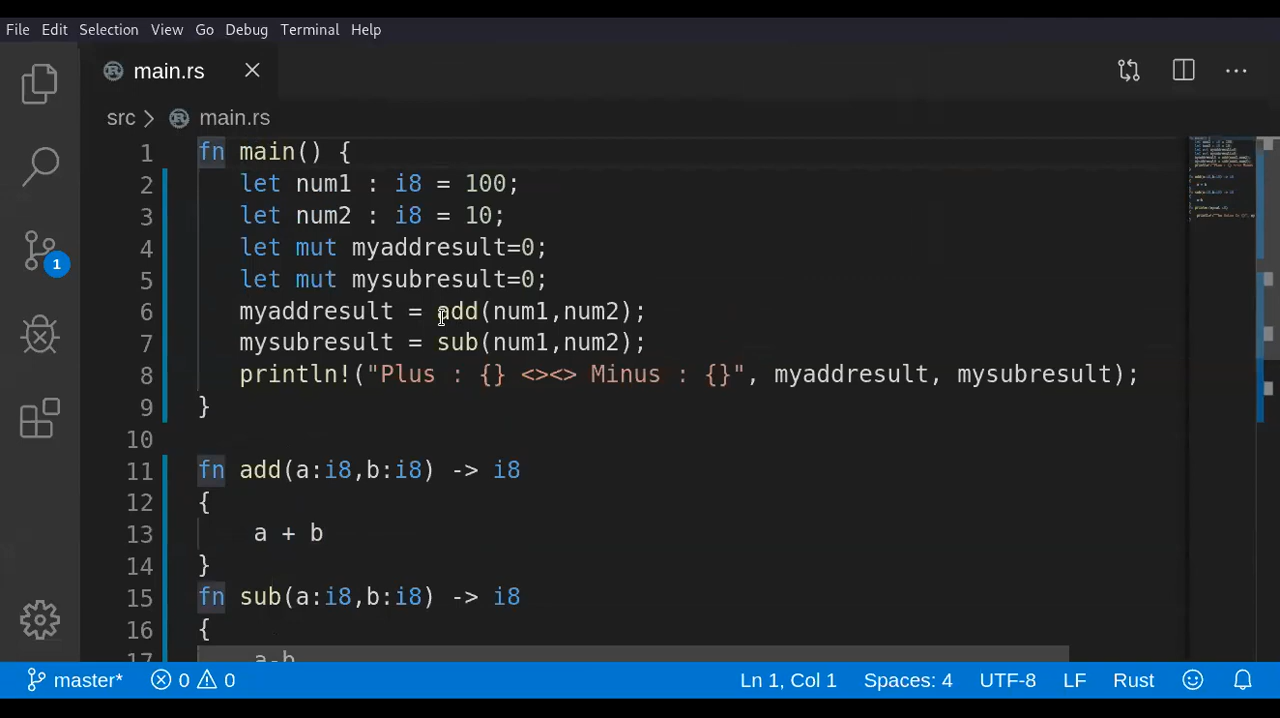 File Edit Selection View Go Debug Terminal Help
main.rs
src > main.rs
1 fn main() {
2 let num1 : i8 = 100;
3 let num2 : i8 = 10;
4 let mut myaddresult=0;
5 let mut mysubresult=0;
6 myaddresult = add(num1,num2);
7 mysubresult = sub(num1,num2);
8 println!("Plus : {} <><> Minus : {}", myaddresult, mysubresult);
9 }
10
11 fn add(a:i8,b:i8) -> i8
12 {
13 a + b
14 }
15 fn sub(a:i8,b:i8) -> i8
16 {
17 a-b
1
master* 0 0 Ln 1, Col 1 Spaces: 4 UTF-8 LF Rust